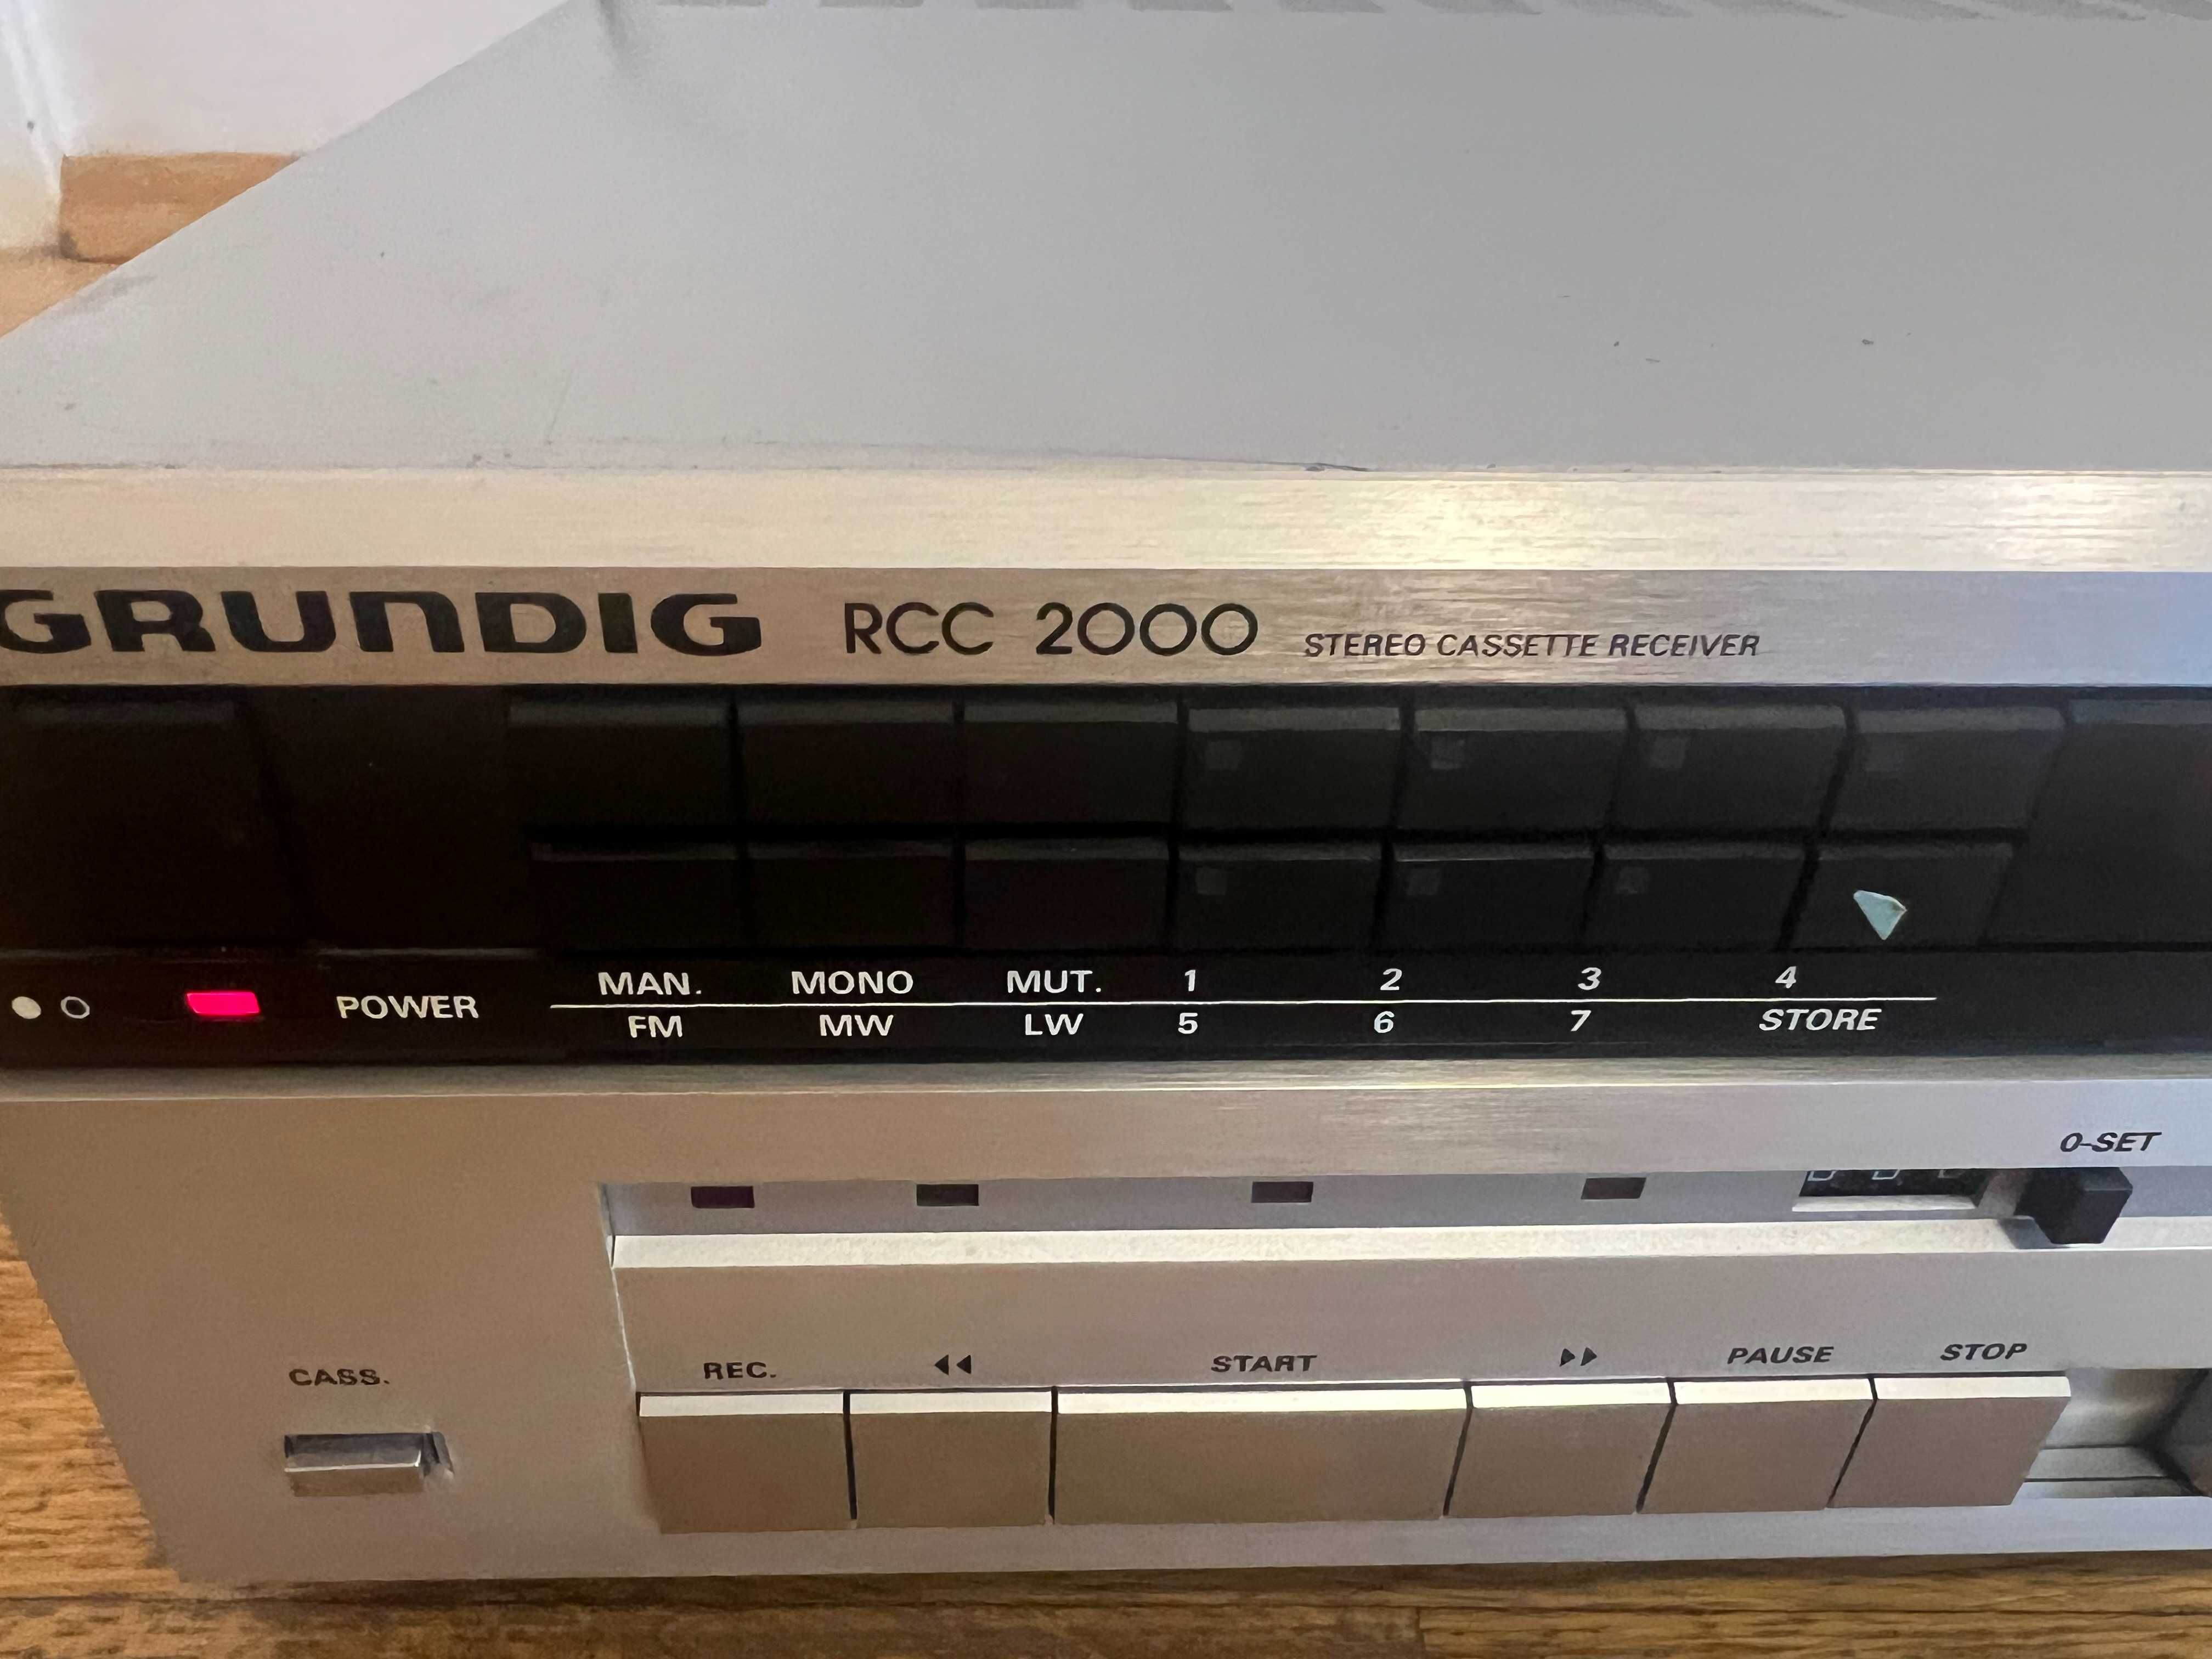 GRUNDIG RCC 2000 STEREO CASSETTE RECEIVER
POWER
MAN. MONO MUT. 1 2 3 4
FM MW LW 5 6 7 STORE
0-SET
CASS.
REC. ◀◀ START ▶▶ PAUSE STOP